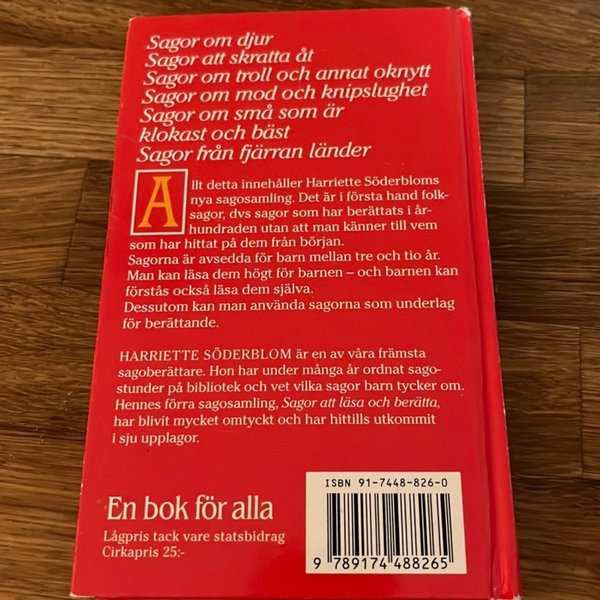 Sagor om djur
Sagor att skratta åt
Sagor om troll och annat oknytt
Sagor om mod och knipslughet
Sagor om små som är
klokast och bäst
Sagor från fjärran länder
Allt detta innehåller Harriette Söderbloms
nya sagosamling. Det är i första hand folk-
sagor, dvs sagor som har berättats i år-
hundraden utan att man känner till vem
som har hittat på dem från början.
Sagorna är avsedda för barn mellan tre och tio år.
Man kan läsa dem högt för barnen – och barnen kan
förstås också läsa dem själva.
Dessutom kan man använda sagorna som underlag
för berättande.
HARRIETTE SÖDERBLOM är en av våra främsta
sagoberättare. Hon har under många år ordnat sago-
stunder på bibliotek och vet vilka sagor barn tycker om.
Hennes förra sagosamling, Sagor att läsa och berätta,
har blivit mycket omtyckt och har hittills utkommit
i sju upplagor.
ISBN 91-7448-826-0
En bok för alla
Lågpris tack vare statsbidrag
Cirkapris 25:-
9 789174 488265